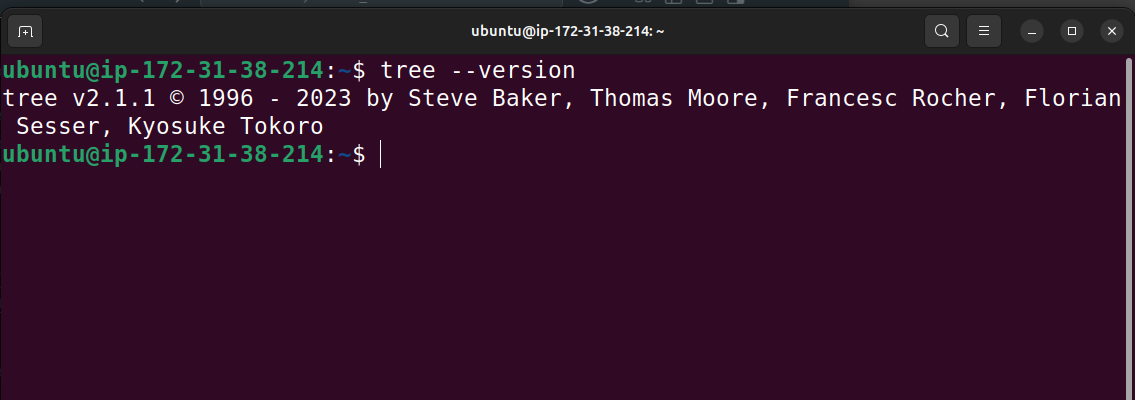 ubuntu@ip-172-31-38-214: ~
ubuntu@ip-172-31-38-214:~$ tree --version
tree v2.1.1 © 1996 - 2023 by Steve Baker, Thomas Moore, Francesc Rocher, Florian
 Sesser, Kyosuke Tokoro
ubuntu@ip-172-31-38-214:~$